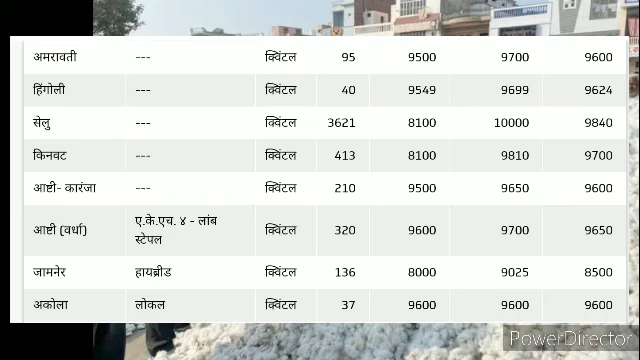 अमरावती --- क्विंटल 95 9500 9700 9600
हिंगोली --- क्विंटल 40 9549 9699 9624
सेलु --- क्विंटल 3621 8100 10000 9840
किनवट --- क्विंटल 413 8100 9810 9700
आष्टी- कारंजा --- क्विंटल 210 9500 9650 9600
आष्टी (वर्धा) ए.के.एच. ४ - लांब स्टेपल क्विंटल 320 9600 9700 9650
जामनेर हायब्रीड क्विंटल 136 8000 9025 8500
अकोला लोकल क्विंटल 37 9600 9600 9600
PowerDirector